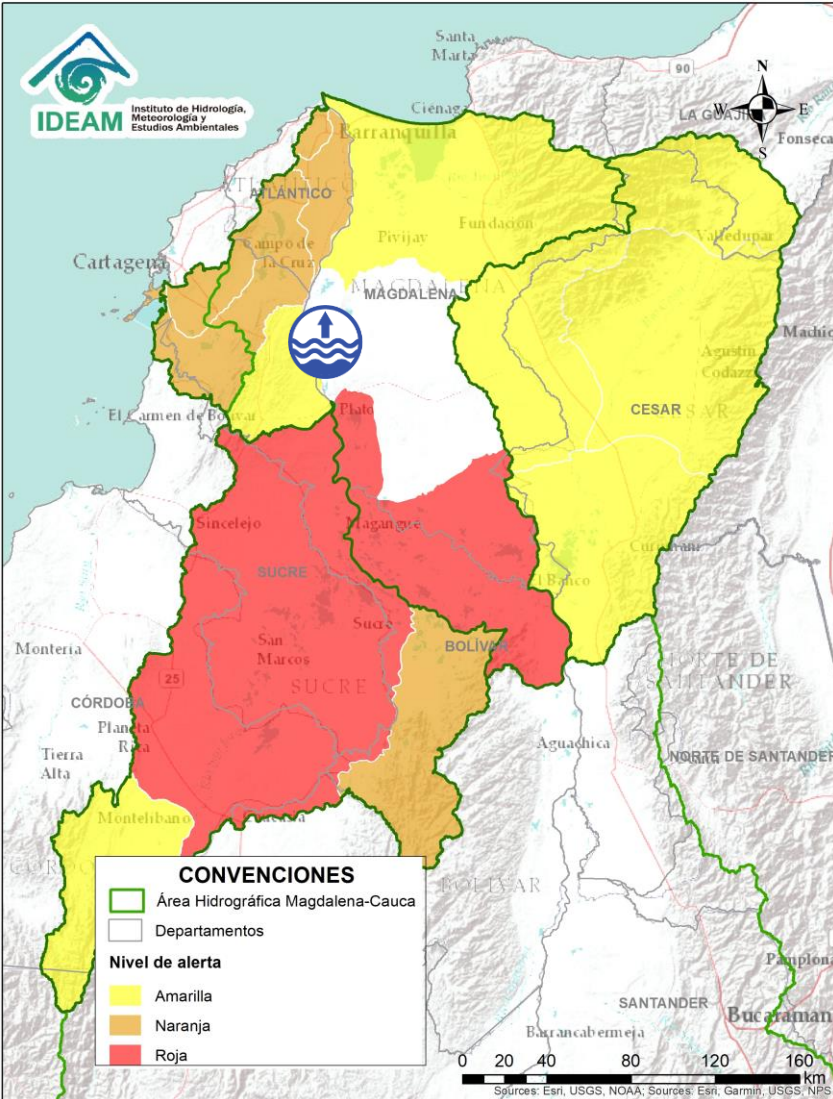 IDEAM
Instituto de Hidrología,
Meteorología y
Estudios Ambientales
Santa
Marta
90
N
W
E
S
Ciénaga
LA GUAJIRA
Fonseca
Barranquilla
ATLÁNTICO
Pivijay
Fundación
Valledupar
Campo de
la Cruz
Cartagena
MAGDALENA
MAGDALENA
Agustín
Codazzi
CESAR
El Carmen de Bolívar
Plato
Sincelejo
Magangué
SUCRE
El Banco
Sucre
BOLÍVAR
Montería
San
Marcos
SUCRE
NORTE DE
SANTANDER
25
CÓRDOBA
Planeta
Rica
Tierra
Alta
Aguachica
NORTE DE SANTANDER
Montelíbano
BOLÍVAR
CONVENCIONES
Área Hidrográfica Magdalena-Cauca
Departamentos
Nivel de alerta
Amarilla
Naranja
Roja
Pamplona
SANTANDER
Bucaraman
Barrancabermeja
0 20 40 80 120 160
km
Sources: Esri, USGS, NOAA; Sources: Esri, Garmin, USGS, NPS